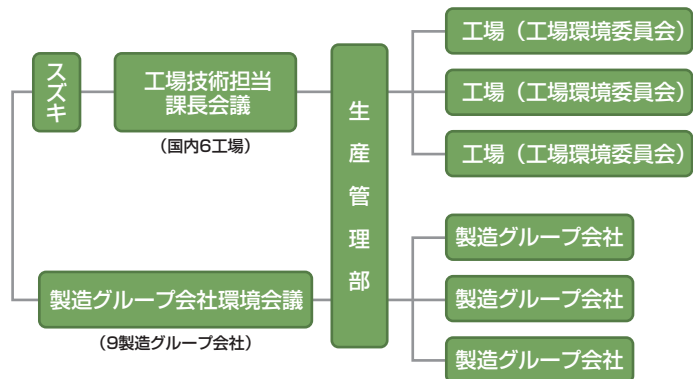 スズキ
工場技術担当
課長会議
(国内6工場)
製造グループ会社環境会議
(9製造グループ会社)
生産管理部
工場(工場環境委員会)
工場(工場環境委員会)
工場(工場環境委員会)
製造グループ会社
製造グループ会社
製造グループ会社